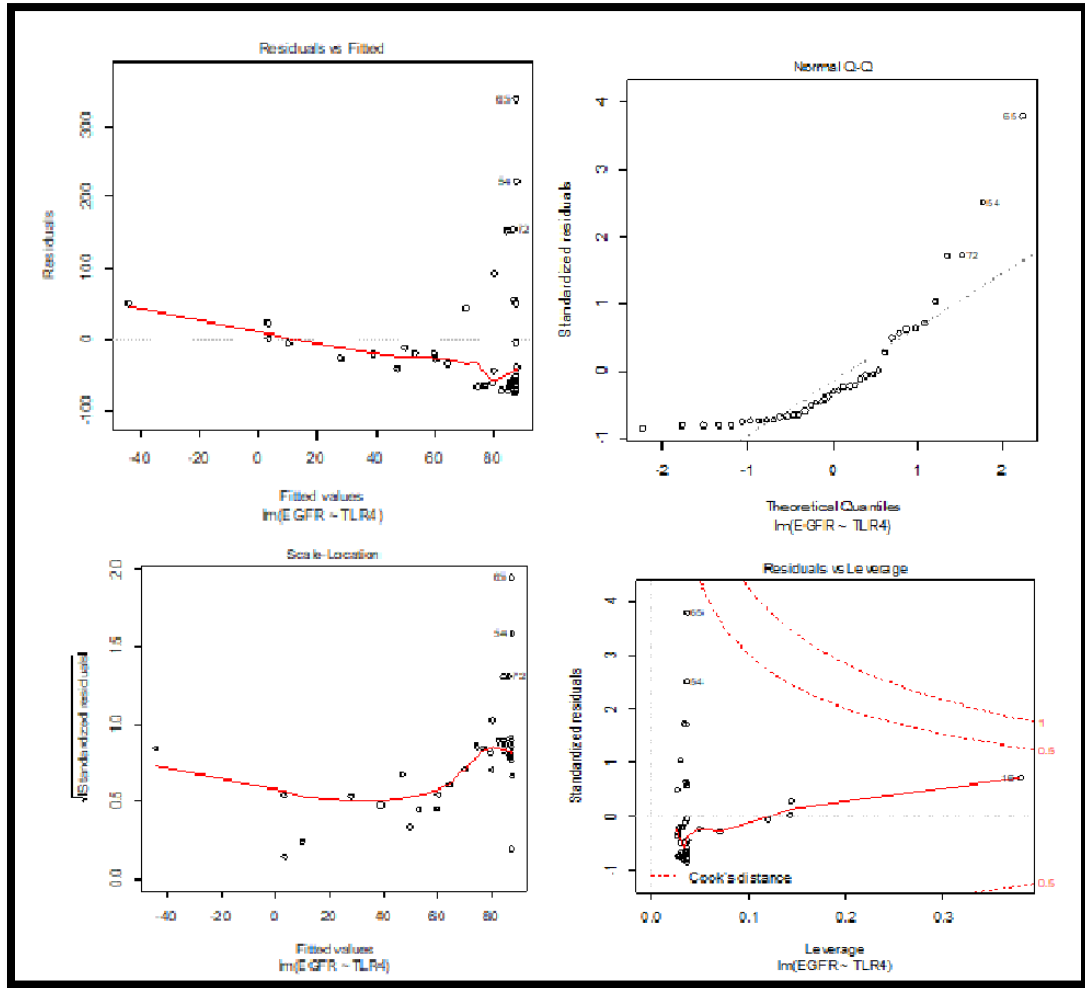 Residuals vs Fitted
Residuals
300
200
100
0
-100
65
54
72
-40 -20 0 20 40 60 80
Fitted values
lm(EGFR ~ TLR4)
Normal Q-Q
Standardized residuals
4
3
2
1
0
-1
65
54
72
-2 -1 0 1 2
Theoretical Quantiles
lm(EGFR ~ TLR4)
Scale-Location
√|Standardized residuals|
2.0
1.5
1.0
0.5
0.0
65
54
72
-40 -20 0 20 40 60 80
Fitted values
lm(EGFR ~ TLR4)
Residuals vs Leverage
Standardized residuals
4
3
2
1
0
-1
65
54
1
0.5
0.5
Cook's distance
0.0 0.1 0.2 0.3
Leverage
lm(EGFR ~ TLR4)